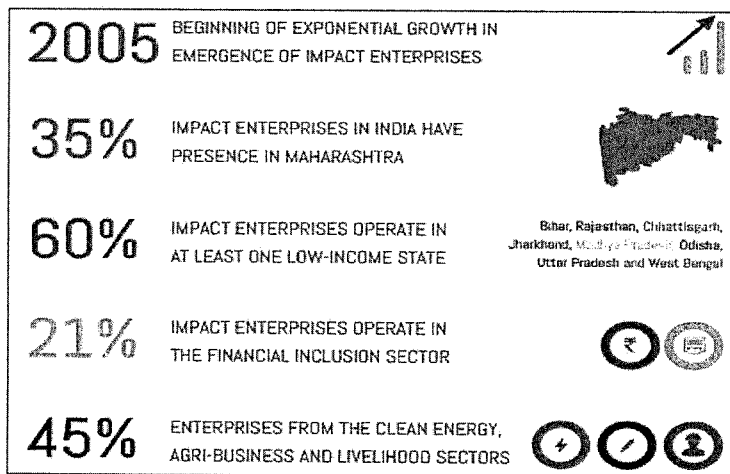 2005 BEGINNING OF EXPONENTIAL GROWTH IN
EMERGENCE OF IMPACT ENTERPRISES
35% IMPACT ENTERPRISES IN INDIA HAVE
PRESENCE IN MAHARASHTRA
60% IMPACT ENTERPRISES OPERATE IN
AT LEAST ONE LOW-INCOME STATE
Bihar, Rajasthan, Chhattisgarh,
Jharkhand, Madhya Pradesh, Odisha,
Uttar Pradesh and West Bengal
21% IMPACT ENTERPRISES OPERATE IN
THE FINANCIAL INCLUSION SECTOR
₹
45% ENTERPRISES FROM THE CLEAN ENERGY,
AGRI-BUSINESS AND LIVELIHOOD SECTORS